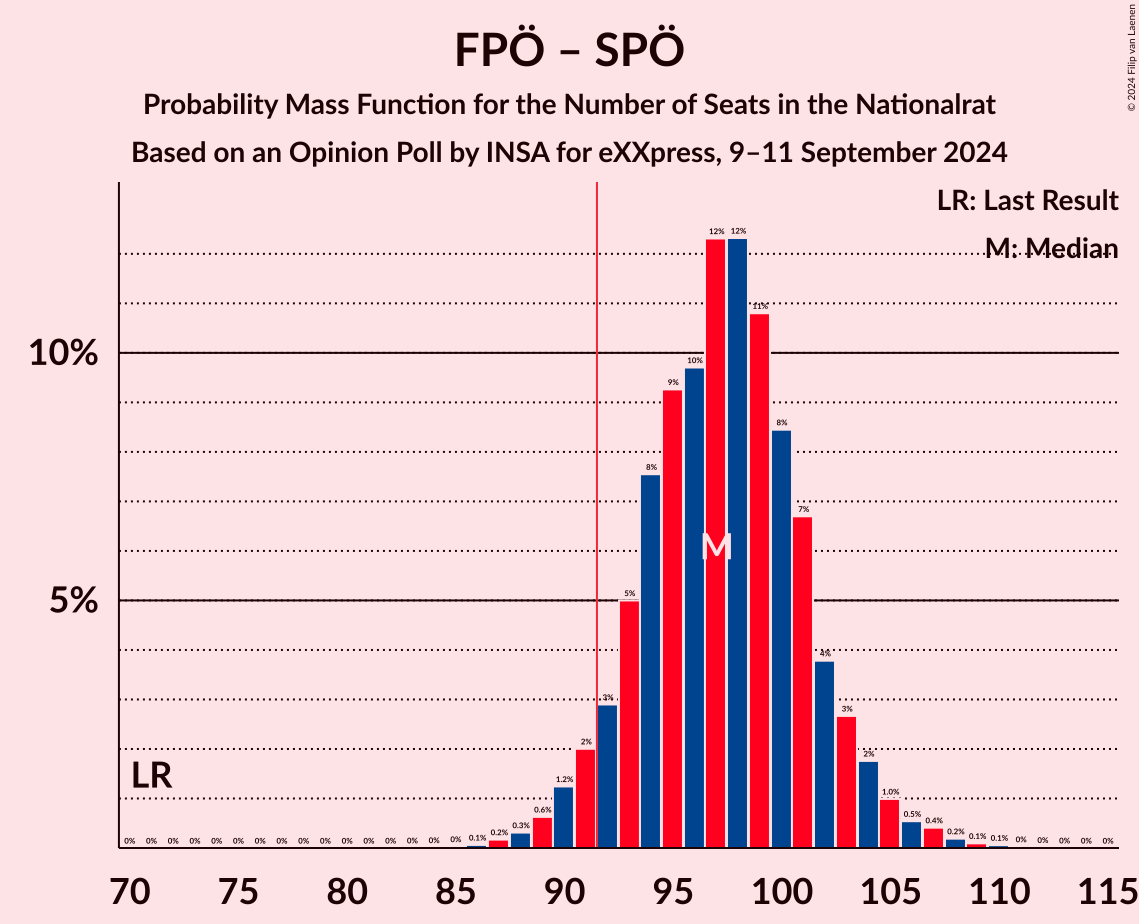 FPÖ – SPÖ
Probability Mass Function for the Number of Seats in the Nationalrat
Based on an Opinion Poll by INSA for eXXpress, 9–11 September 2024
© 2024 Filip van Laenen
LR: Last Result
M: Median
10%
5%
0% 0% 0% 0% 0% 0% 0% 0% 0% 0% 0% 0% 0% 0% 0% 0% 0.1% 0.2% 0.3% 0.6% 1.2% 2% 3% 5% 8% 9% 10% 12% 12% 11% 8% 7% 4% 3% 2% 1.0% 0.5% 0.4% 0.2% 0.1% 0.1% 0% 0% 0% 0% 0%
M
LR
70 75 80 85 90 95 100 105 110 115